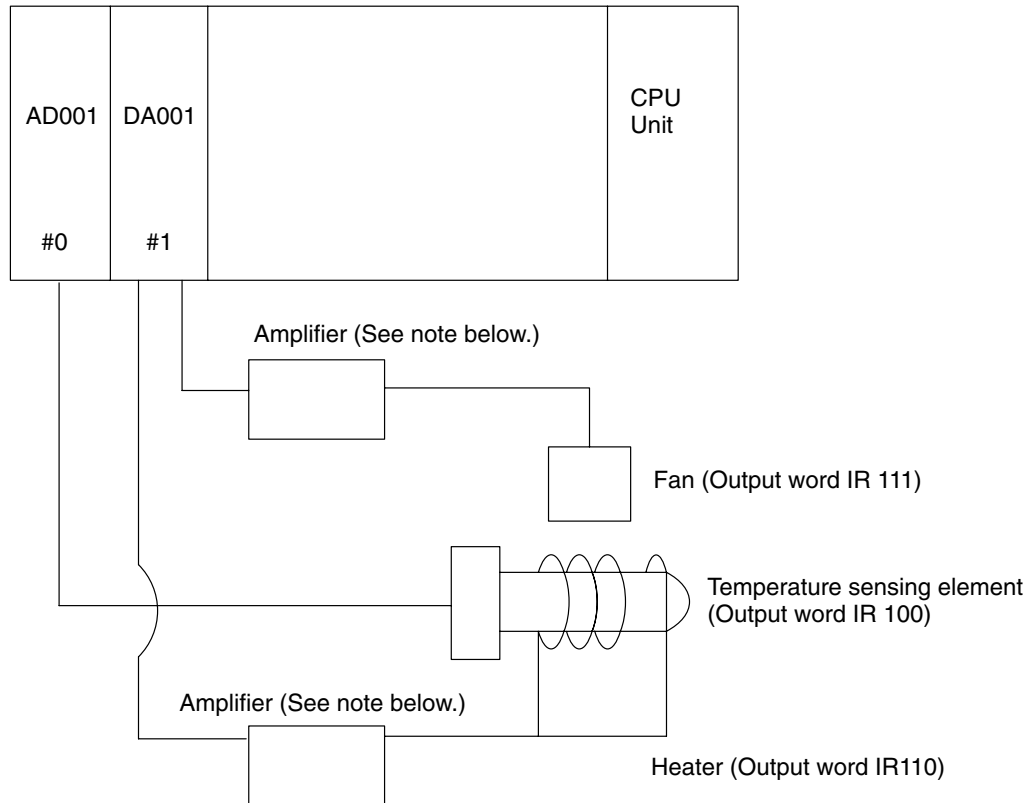 AD001
DA001
CPU
Unit
#0
#1
Amplifier (See note below.)
Fan (Output word IR 111)
Temperature sensing element
(Output word IR 100)
Amplifier (See note below.)
Heater (Output word IR110)